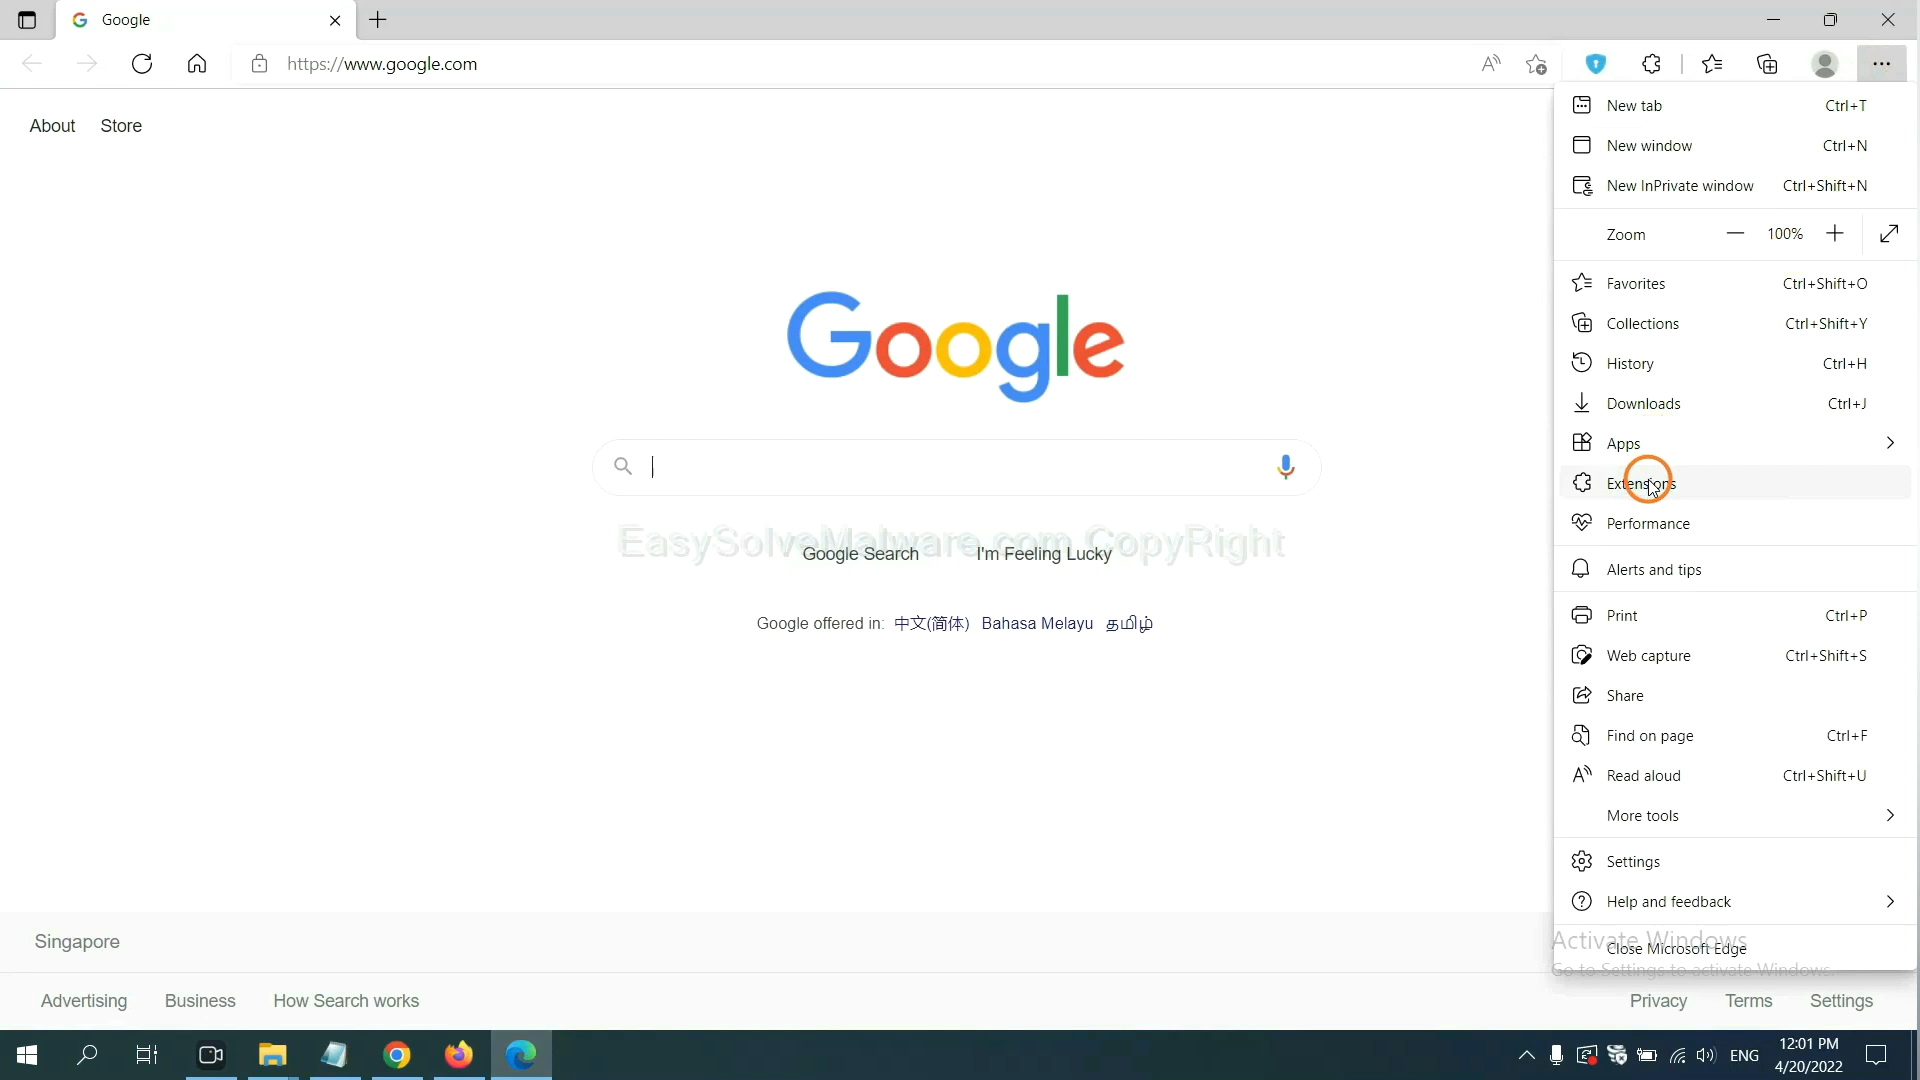 Google
https://www.google.com
About Store
New tab Ctrl+T
New window Ctrl+N
New InPrivate window Ctrl+Shift+N
Zoom 100%
Favorites Ctrl+Shift+O
Collections Ctrl+Shift+Y
History Ctrl+H
Downloads Ctrl+J
Apps
Extensions
Performance
Alerts and tips
Print Ctrl+P
Web capture Ctrl+Shift+S
Share
Find on page Ctrl+F
Read aloud Ctrl+Shift+U
More tools
Settings
Help and feedback
Close Microsoft Edge
Google
EasySolveMalware.com CopyRight
Google Search I'm Feeling Lucky
Google offered in: 中文(简体) Bahasa Melayu தமிழ்
Activate Windows
Go to Settings to activate Windows.
Singapore
Advertising Business How Search works Privacy Terms Settings
ENG
12:01 PM
4/20/2022